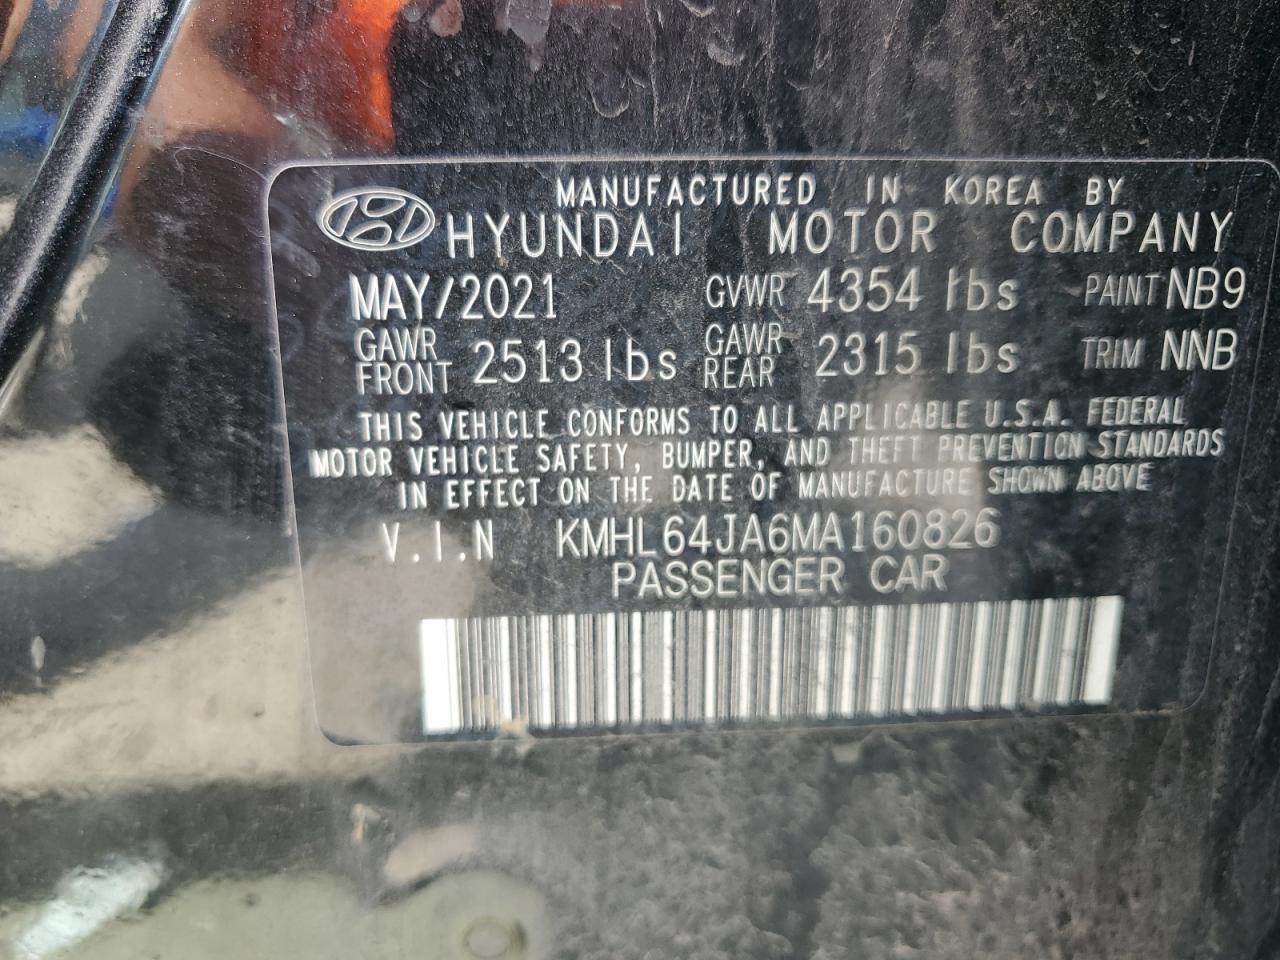 MANUFACTURED IN KOREA BY
HYUNDAI MOTOR COMPANY
MAY/2021 GVWR 4354 lbs PAINT NB9
GAWR FRONT 2513 lbs GAWR REAR 2315 lbs TRIM NNB
THIS VEHICLE CONFORMS TO ALL APPLICABLE U.S.A. FEDERAL
MOTOR VEHICLE SAFETY, BUMPER, AND THEFT PREVENTION STANDARDS
IN EFFECT ON THE DATE OF MANUFACTURE SHOWN ABOVE
V.I.N KMHL64JA6MA160826
PASSENGER CAR